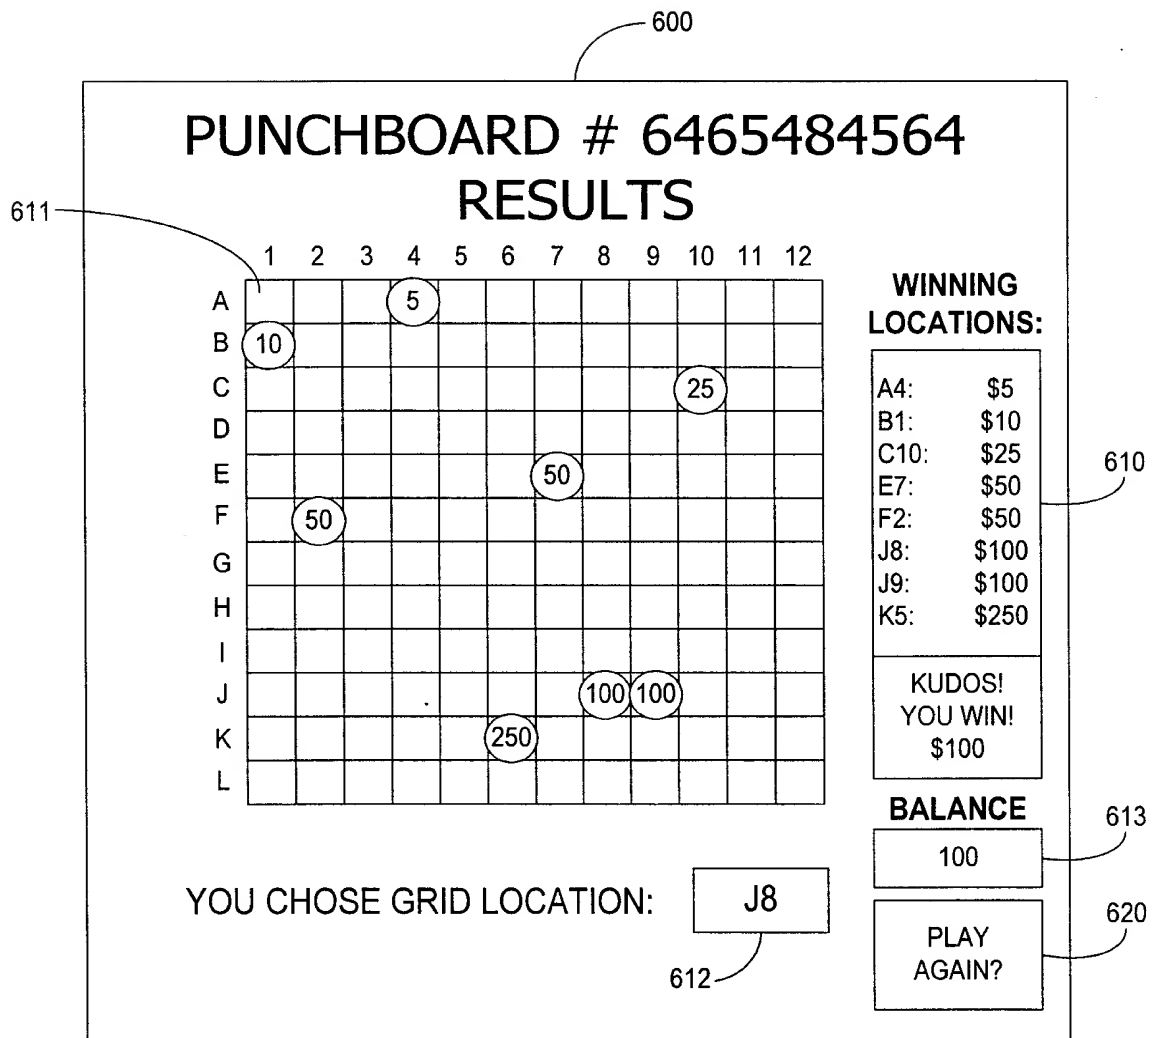 600
PUNCHBOARD # 6465484564
RESULTS
611
1 2 3 4 5 6 7 8 9 10 11 12
A 5
B 10
C 25
D
E 50
F 50
G
H
I
J 100 100
K 250
L
WINNING
LOCATIONS:
A4: $5
B1: $10
C10: $25
E7: $50
F2: $50
J8: $100
J9: $100
K5: $250
610
KUDOS!
YOU WIN!
$100
BALANCE
100
613
YOU CHOSE GRID LOCATION: J8
612
PLAY
AGAIN?
620